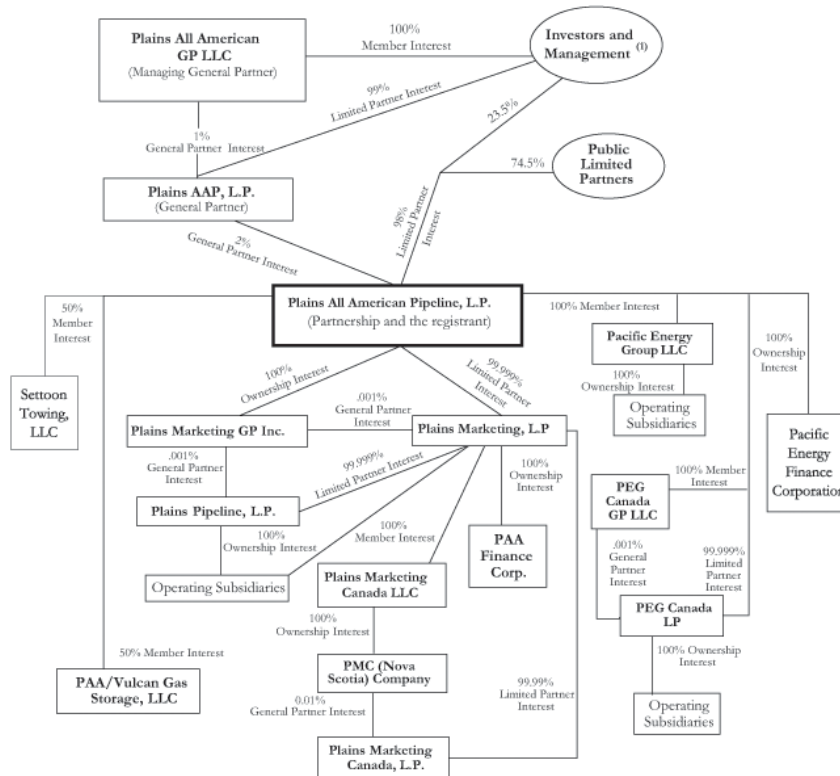 Plains All American
GP LLC
(Managing General Partner)
100%
Member Interest
Investors and
Management (1)
99%
Limited Partner Interest
23.5%
1%
General Partner Interest
74.5%
Public
Limited
Partners
Plains AAP, L.P.
(General Partner)
98%
Limited Partner
Interest
2%
General Partner Interest
Plains All American Pipeline, L.P.
(Partnership and the registrant)
50%
Member
Interest
Settoon
Towing,
LLC
100% Member Interest
Pacific Energy
Group LLC
100%
Ownership Interest
Operating
Subsidiaries
100%
Ownership
Interest
Pacific
Energy
Finance
Corporation
100%
Ownership Interest
99.999%
Limited Partner
Interest
Plains Marketing GP Inc.
.001%
General Partner
Interest
Plains Marketing, L.P
.001%
General Partner
Interest
99.999%
Limited Partner Interest
100%
Ownership
Interest
Plains Pipeline, L.P.
100%
Ownership Interest
100%
Member Interest
PAA
Finance
Corp.
Operating Subsidiaries
Plains Marketing
Canada LLC
100%
Ownership Interest
PMC (Nova
Scotia) Company
0.01%
General Partner Interest
99.99%
Limited Partner
Interest
Plains Marketing
Canada, L.P.
50% Member Interest
PAA/Vulcan Gas
Storage, LLC
100% Member
Interest
PEG Canada
GP LLC
.001%
General
Partner
Interest
99.999%
Limited
Partner
Interest
PEG Canada
LP
100% Ownership
Interest
Operating
Subsidiaries